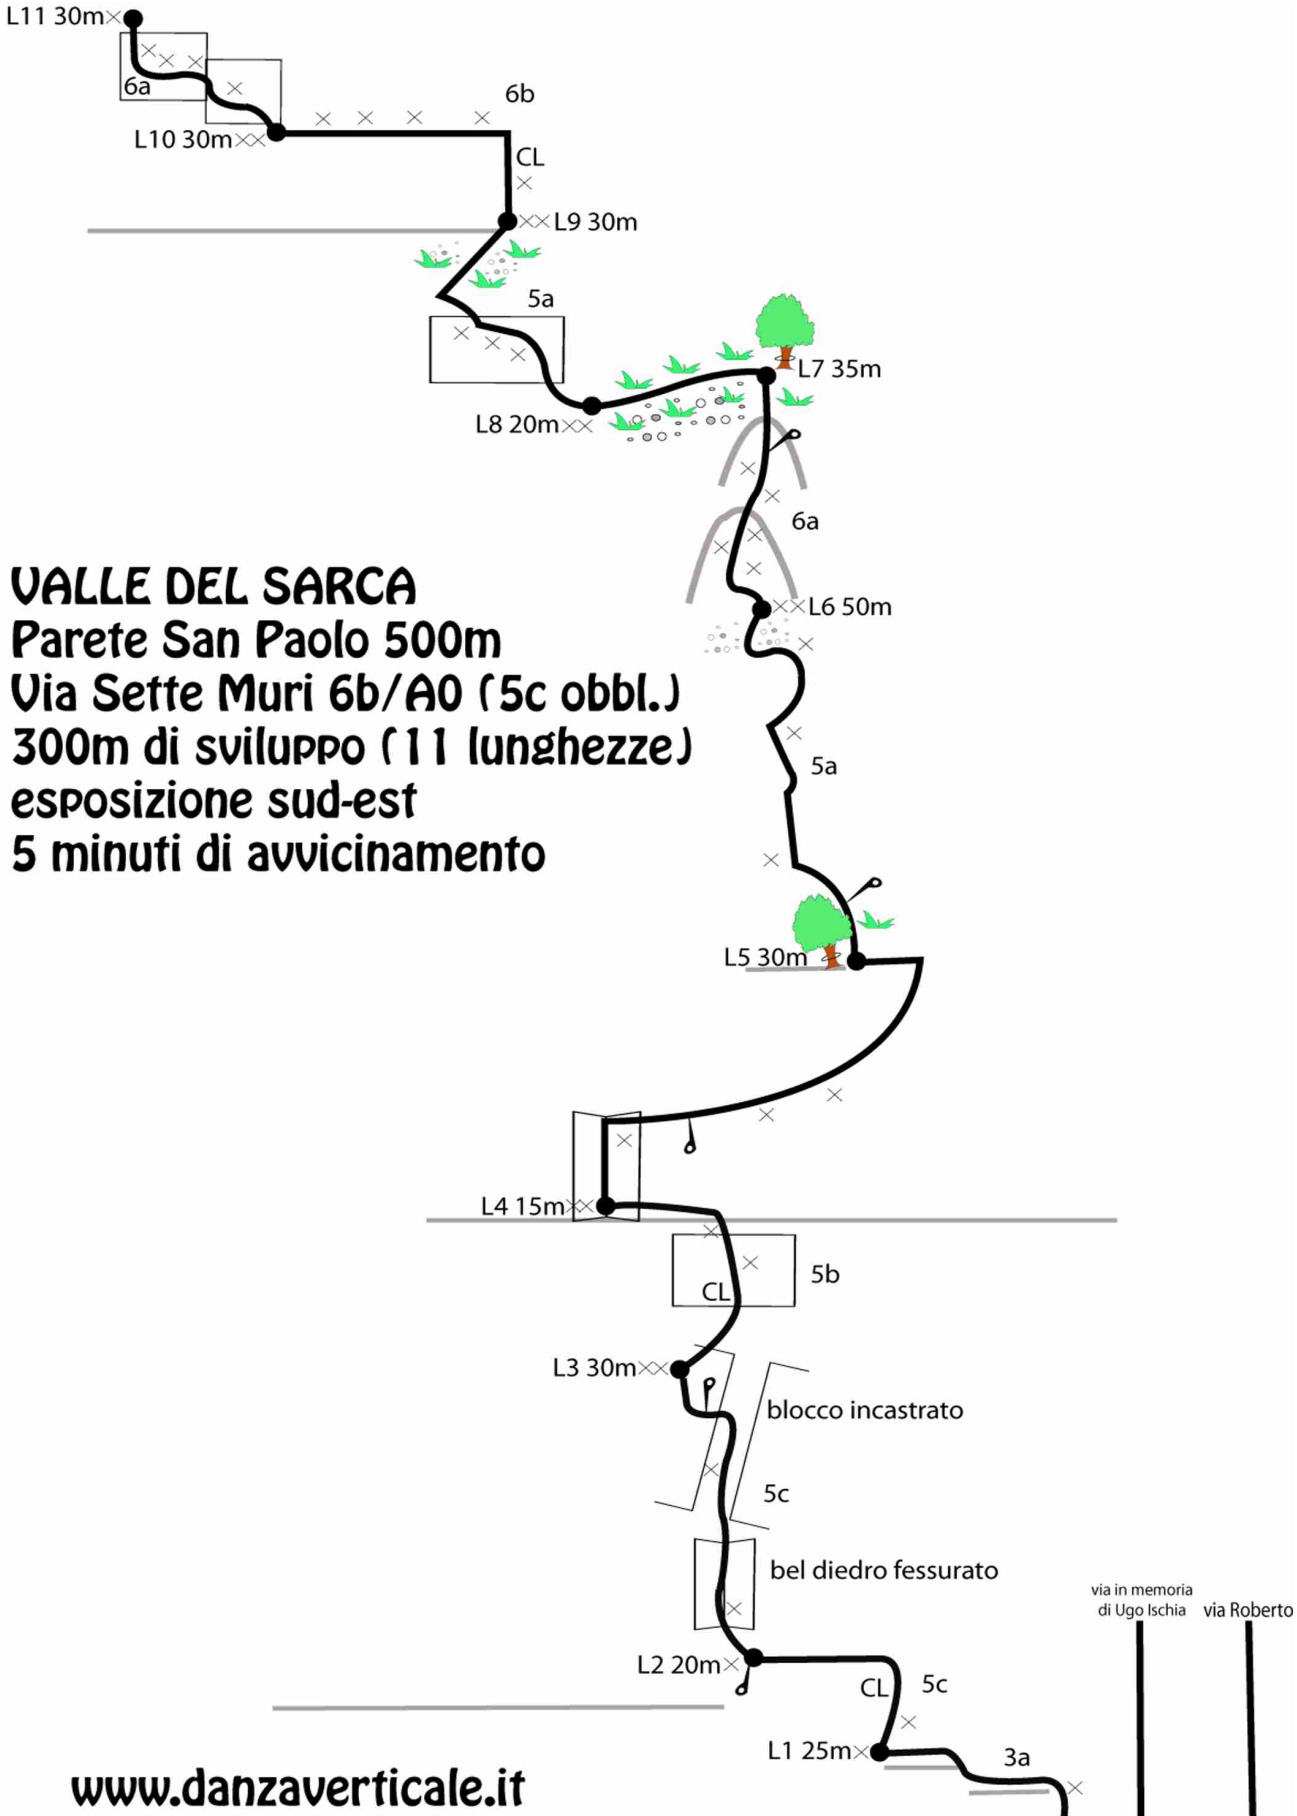 L11 30m
6a
6b
L10 30m
CL
L9 30m
5a
L7 35m
L8 20m
6a
VALLE DEL SARCA
L6 50m
Parete San Paolo 500m
Via Sette Muri 6b/A0 (5c obbl.)
300m di sviluppo (11 lunghezze)
5a
esposizione sud-est
5 minuti di avvicinamento
L5 30m
L4 15m
5b
CL
L3 30m
blocco incastrato
5c
bel diedro fessurato
via in memoria
di Ugo Ischia
via Roberto
L2 20m
CL
5c
L1 25m
3a
www.danzaverticale.it